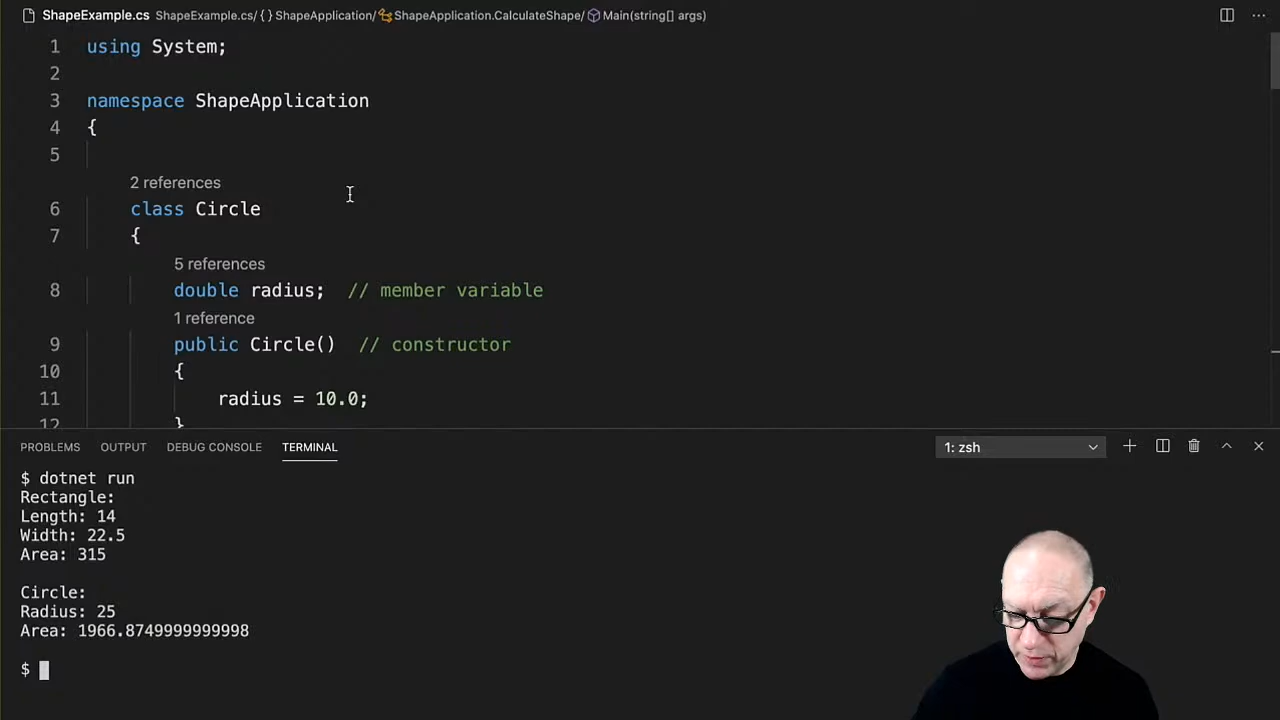 ShapeExample.cs ShapeExample.cs/ { } ShapeApplication/ ShapeApplication.CalculateShape/ Main(string[] args)
1 using System;
2
3 namespace ShapeApplication
4 {
5
2 references
6 class Circle
7 {
5 references
8 double radius; // member variable
1 reference
9 public Circle() // constructor
10 {
11 radius = 10.0;
12 }
PROBLEMS OUTPUT DEBUG CONSOLE TERMINAL 1: zsh
$ dotnet run
Rectangle:
Length: 14
Width: 22.5
Area: 315
Circle:
Radius: 25
Area: 1966.8749999999998
$